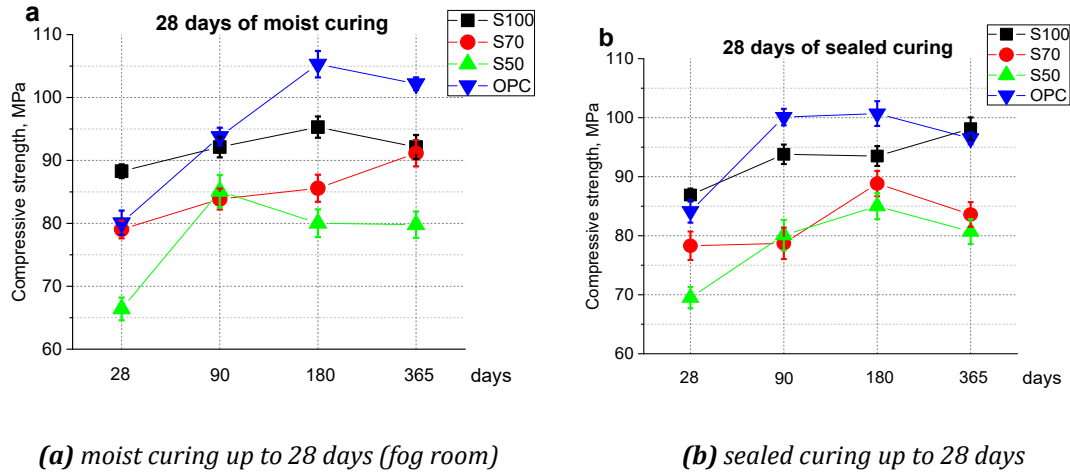 a
28 days of moist curing
S100
S70
S50
OPC
Compressive strength, MPa
110
100
90
80
70
60
28
90
180
365
days
b
28 days of sealed curing
S100
S70
S50
OPC
Compressive strength, MPa
110
100
90
80
70
60
28
90
180
365
days
(a) moist curing up to 28 days (fog room)
(b) sealed curing up to 28 days